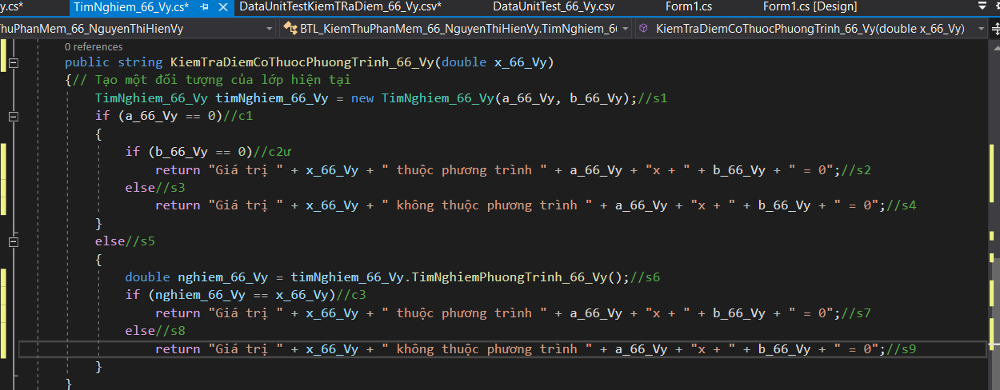 y.cs* TimNghiem_66_Vy.cs* DataUnitTestKiemTRaDiem_66_Vy.csv* DataUnitTest_66_Vy.csv Form1.cs Form1.cs [Design]
ThuPhanMem_66_NguyenThiHienVy BTL_KiemThuPhanMem_66_NguyenThiHienVy.TimNghiem_66 KiemTraDiemCoThuocPhuongTrinh_66_Vy(double x_66_Vy)
0 references
public string KiemTraDiemCoThuocPhuongTrinh_66_Vy(double x_66_Vy)
{// Tạo một đối tượng của lớp hiện tại
TimNghiem_66_Vy timNghiem_66_Vy = new TimNghiem_66_Vy(a_66_Vy, b_66_Vy);//s1
if (a_66_Vy == 0)//c1
{
if (b_66_Vy == 0)//c2ư
return "Giá trị " + x_66_Vy + " thuộc phương trình " + a_66_Vy + "x + " + b_66_Vy + " = 0";//s2
else//s3
return "Giá trị " + x_66_Vy + " không thuộc phương trình " + a_66_Vy + "x + " + b_66_Vy + " = 0";//s4
}
else//s5
{
double nghiem_66_Vy = timNghiem_66_Vy.TimNghiemPhuongTrinh_66_Vy();//s6
if (nghiem_66_Vy == x_66_Vy)//c3
return "Giá trị " + x_66_Vy + " thuộc phương trình " + a_66_Vy + "x + " + b_66_Vy + " = 0";//s7
else//s8
return "Giá trị " + x_66_Vy + " không thuộc phương trình " + a_66_Vy + "x + " + b_66_Vy + " = 0";//s9
}
}